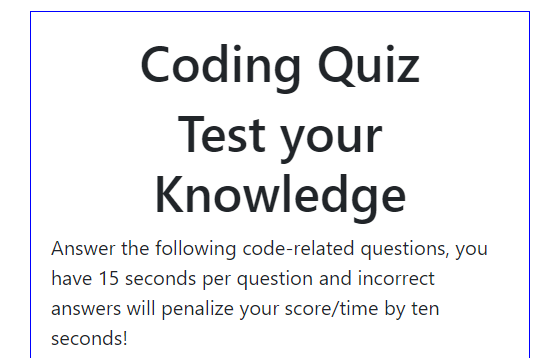 Coding Quiz
Test your
Knowledge
Answer the following code-related questions, you
have 15 seconds per question and incorrect
answers will penalize your score/time by ten
seconds!